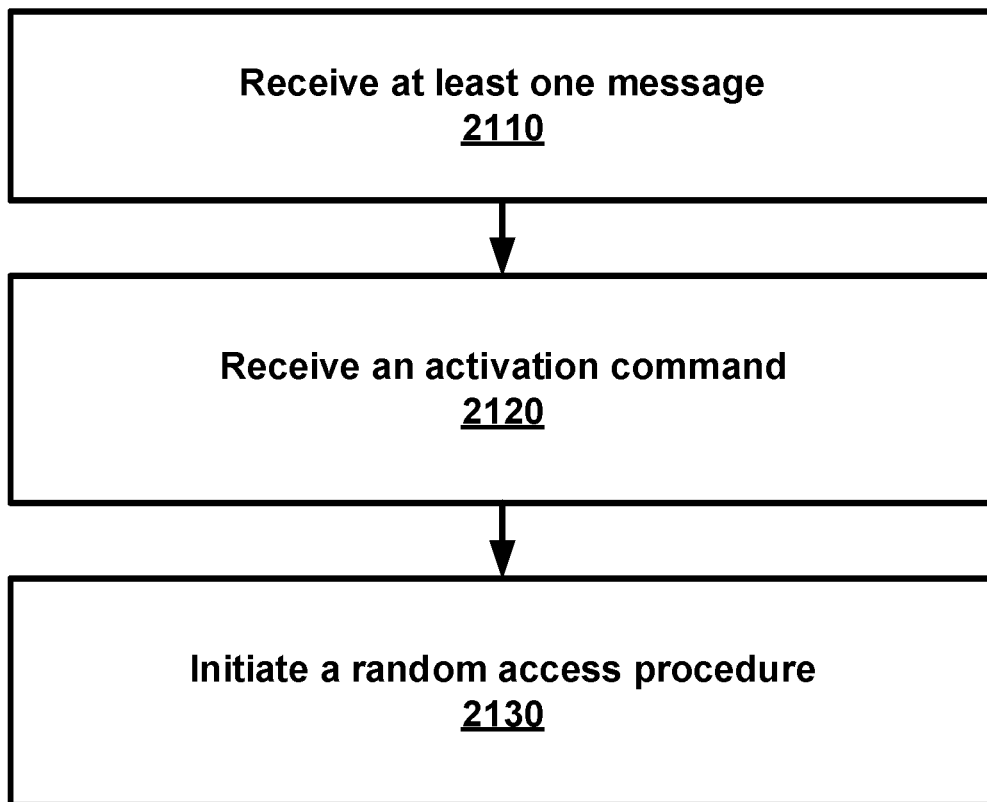 Receive at least one message
2110
Receive an activation command
2120
Initiate a random access procedure
2130